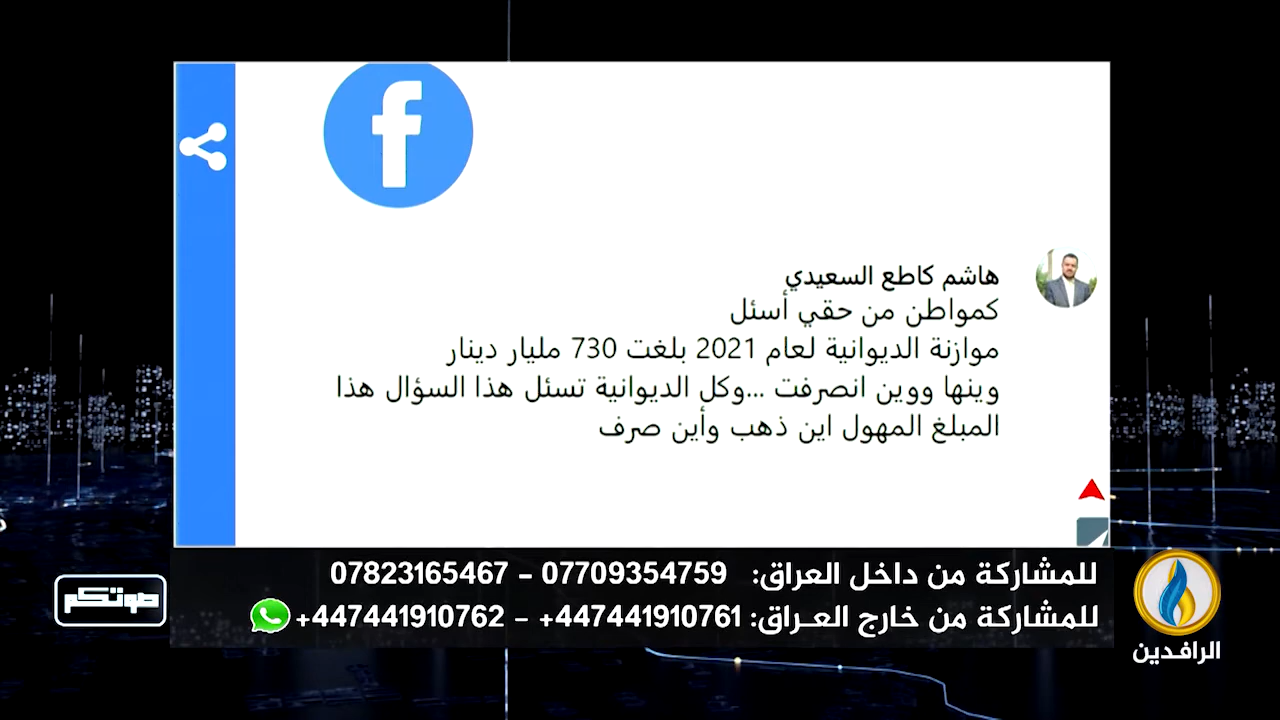 f
هاشم كاطع السعيدي
كمواطن من حقي أسئل
موازنة الديوانية لعام 2021 بلغت 730 مليار دينار
وينها ووين انصرفت ...وكل الديوانية تسئل هذا السؤال هذا
المبلغ المهول اين ذهب وأين صرف
للمشاركة من داخل العراق: 07709354759 - 07823165467
للمشاركة من خارج العـراق: 447441910761+ - 447441910762+
صوتكم
الرافدين